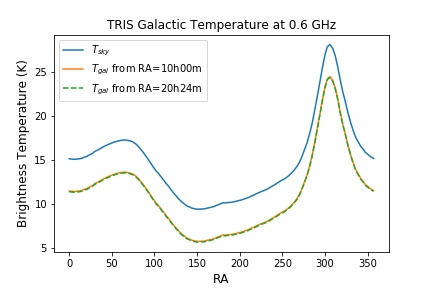 TRIS Galactic Temperature at 0.6 GHz
T_sky
T_gal from RA=10h00m
T_gal from RA=20h24m
Brightness Temperature (K)
25
20
15
10
5
0 50 100 150 200 250 300 350
RA